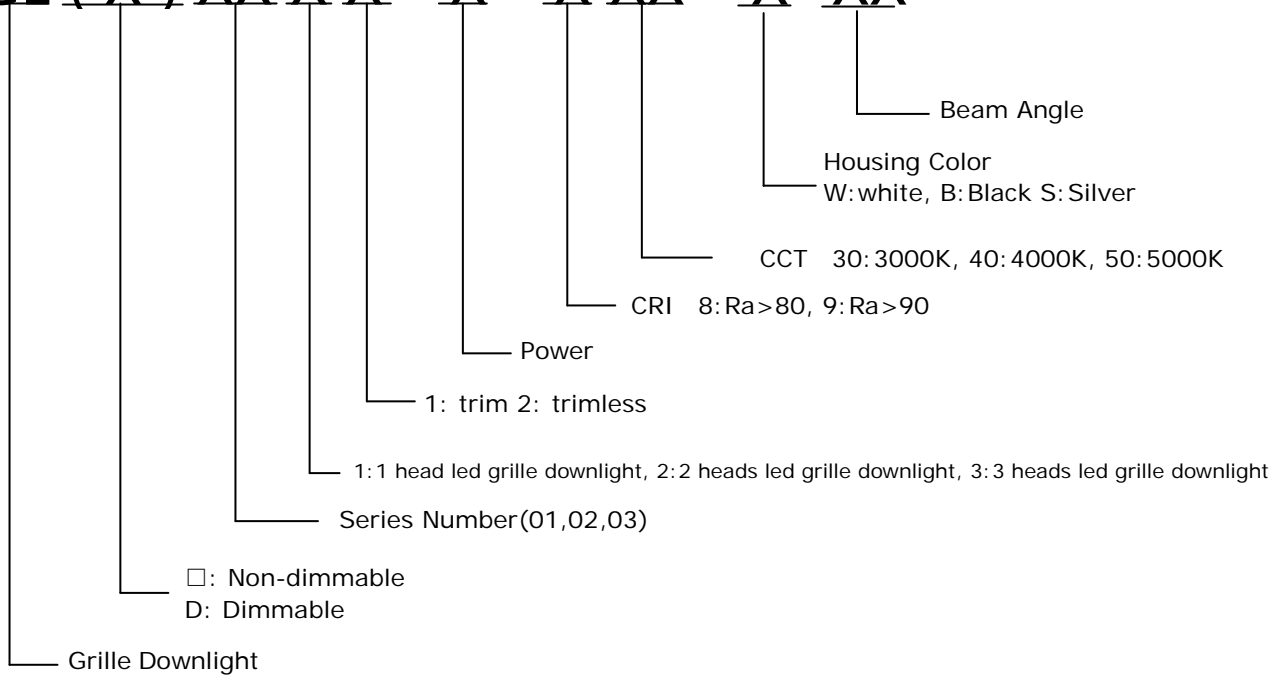 Beam Angle
Housing Color
W:white, B:Black S:Silver
CCT 30:3000K, 40:4000K, 50:5000K
CRI 8:Ra>80, 9:Ra>90
Power
1: trim 2: trimless
1:1 head led grille downlight, 2:2 heads led grille downlight, 3:3 heads led grille downlight
Series Number(01,02,03)
□: Non-dimmable
D: Dimmable
Grille Downlight